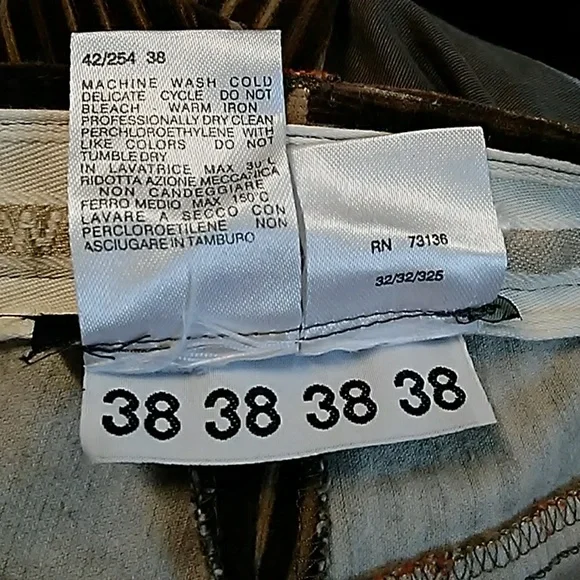 42/254 38
MACHINE WASH COLD
DELICATE CYCLE DO NOT
BLEACH WARM IRON
PROFESSIONALLY DRY CLEAN
PERCHLOROETHYLENE WITH
LIKE COLORS DO NOT
TUMBLE DRY
IN LAVATRICE MAX 30°C
RIDOTTA AZIONE MECCANICA
NON CANDEGGIARE
FERRO MEDIO MAX 150°C
LAVARE A SECCO CON
PERCLOROETILENE NON
ASCIUGARE IN TAMBURO
RN 73136
32/32/325
38 38 38 38